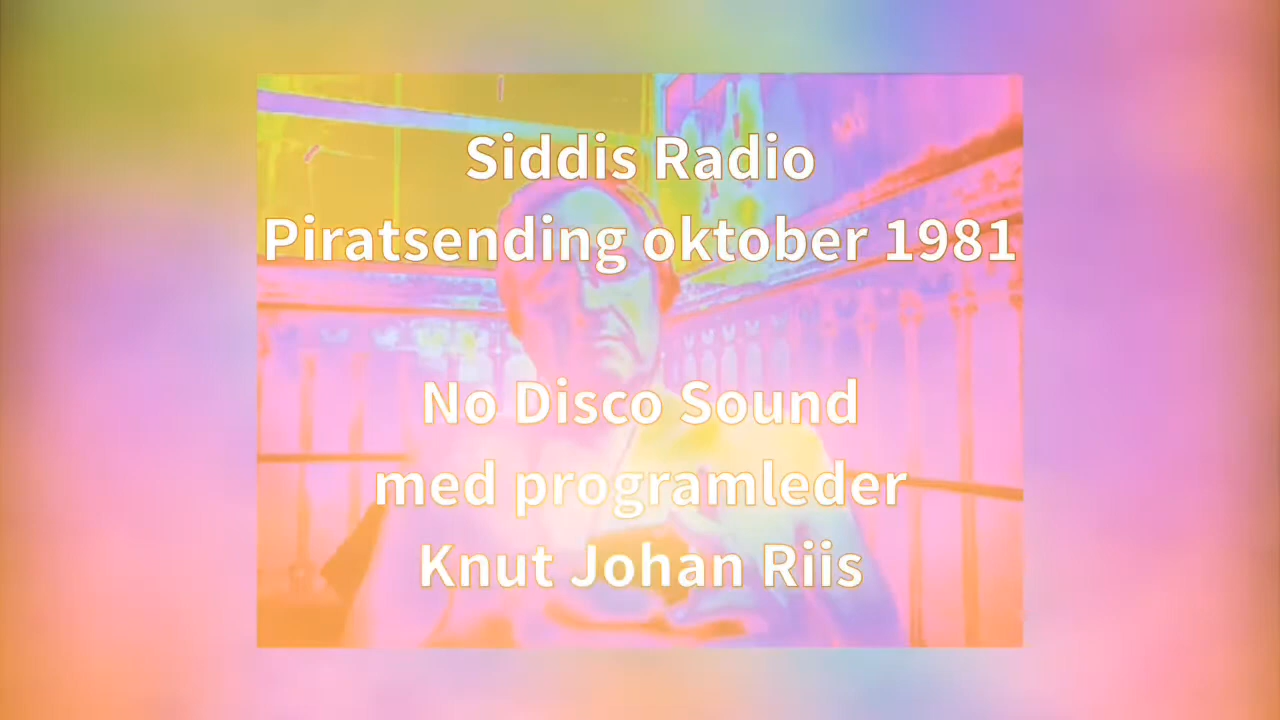 Siddis Radio
Piratsending oktober 1981
No Disco Sound
med programleder
Knut Johan Riis